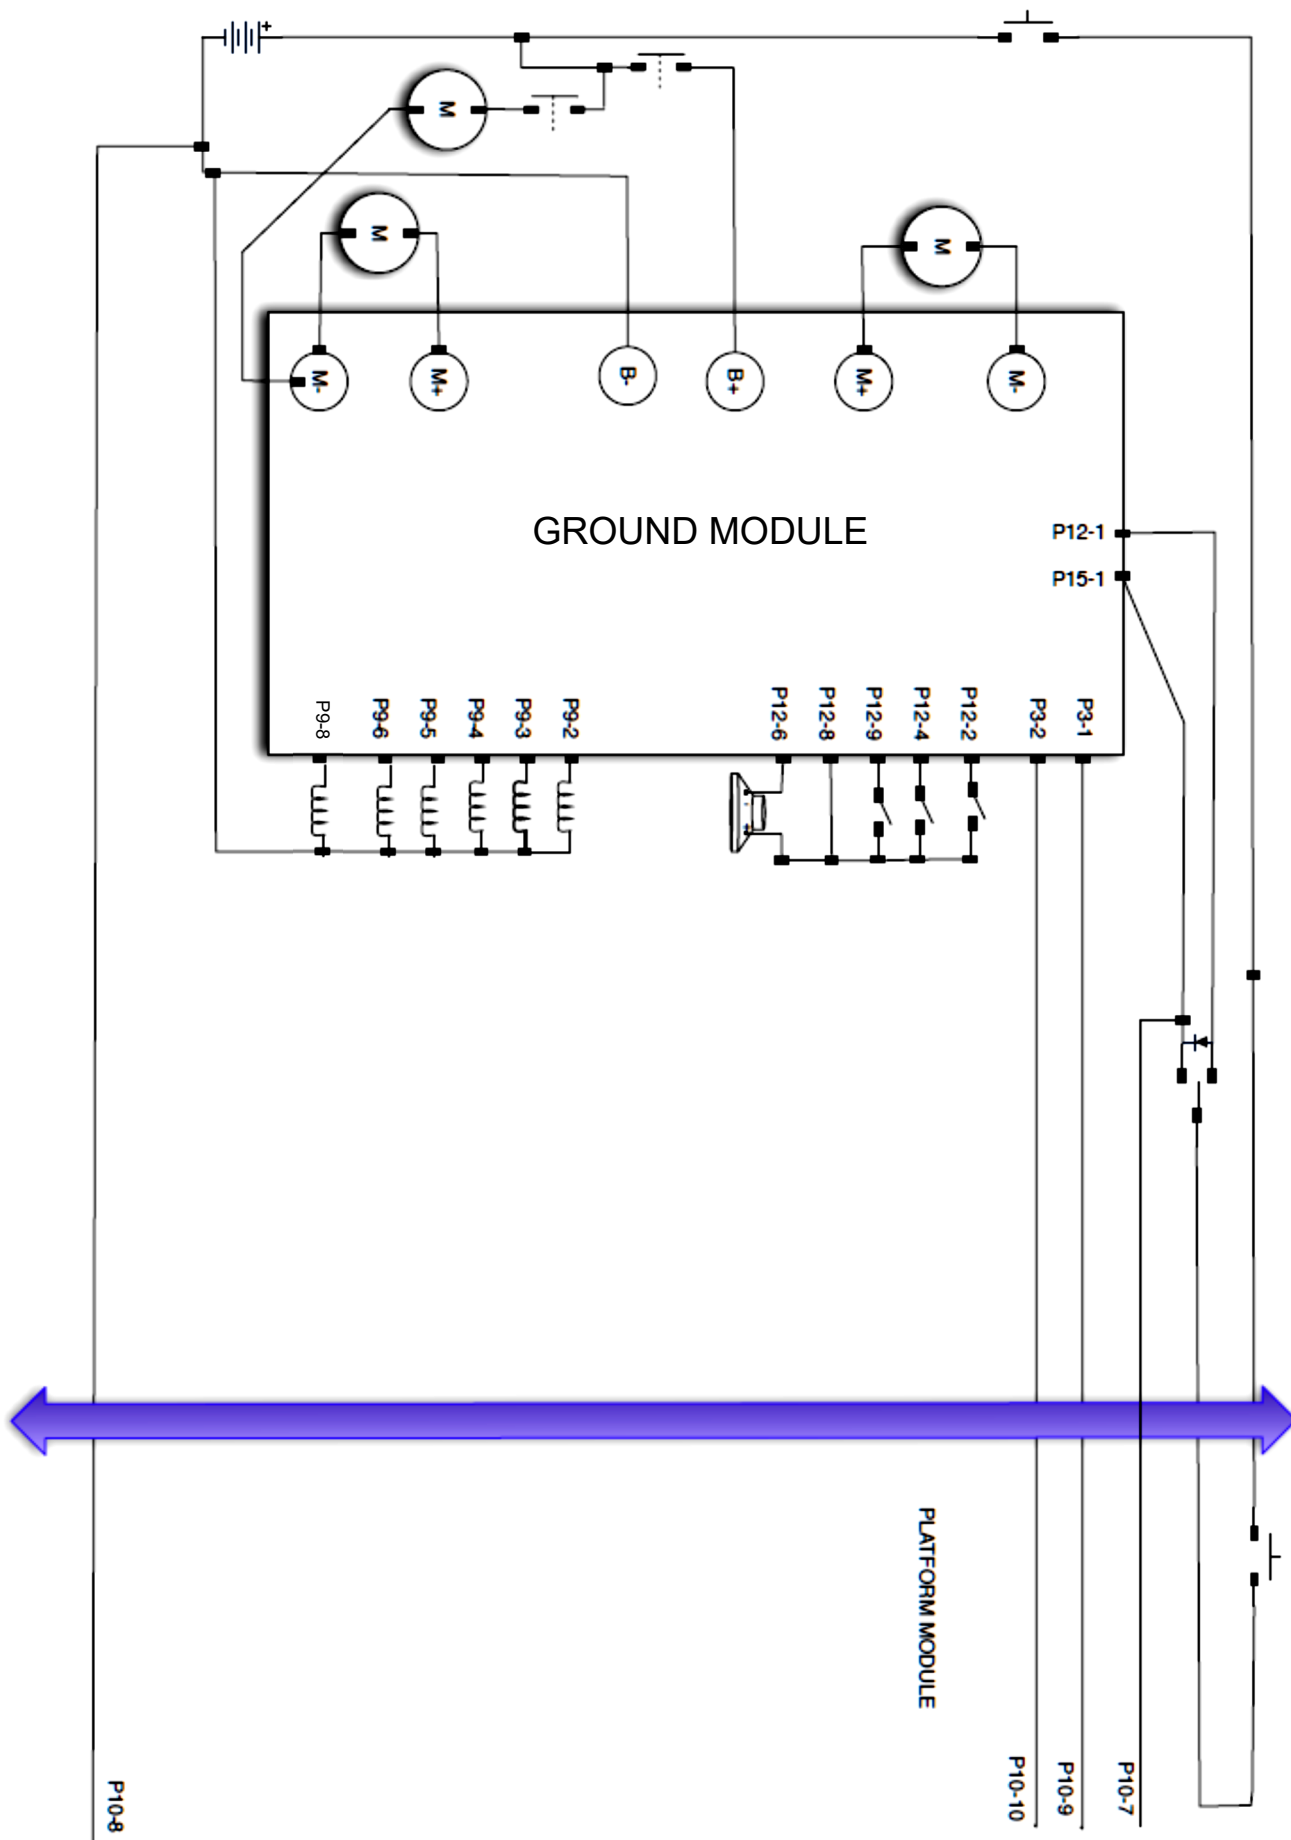 +
M
M
M
M-
M+
B-
B+
M+
M-
GROUND MODULE
P12-1
P15-1
P9-8
P9-6
P9-5
P9-4
P9-3
P9-2
P12-6
P12-8
P12-9
P12-4
P12-2
P3-2
P3-1
PLATFORM MODULE
P10-8
P10-10
P10-9
P10-7